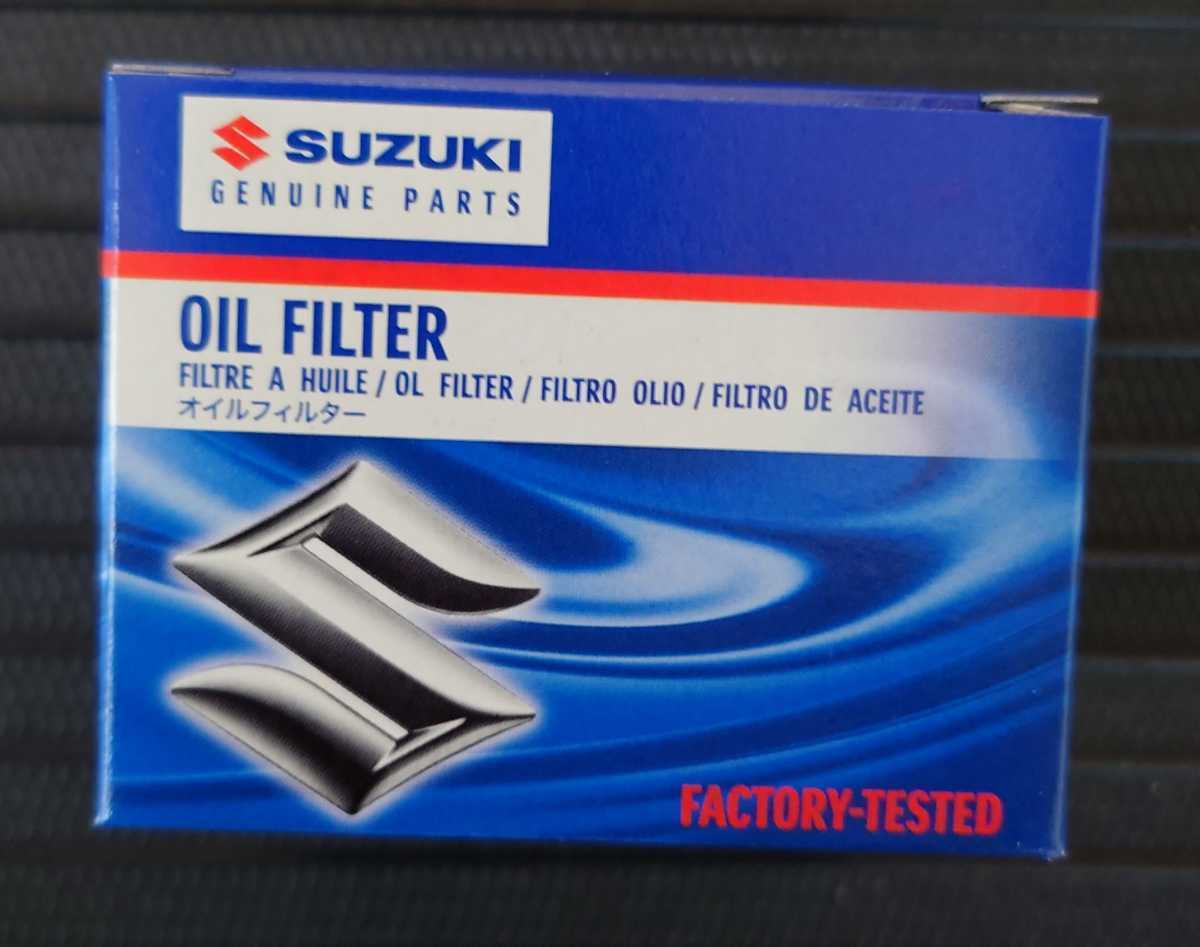 SUZUKI
GENUINE PARTS
OIL FILTER
FILTRE A HUILE / OL FILTER / FILTRO OLIO / FILTRO DE ACEITE
オイルフィルター
FACTORY-TESTED